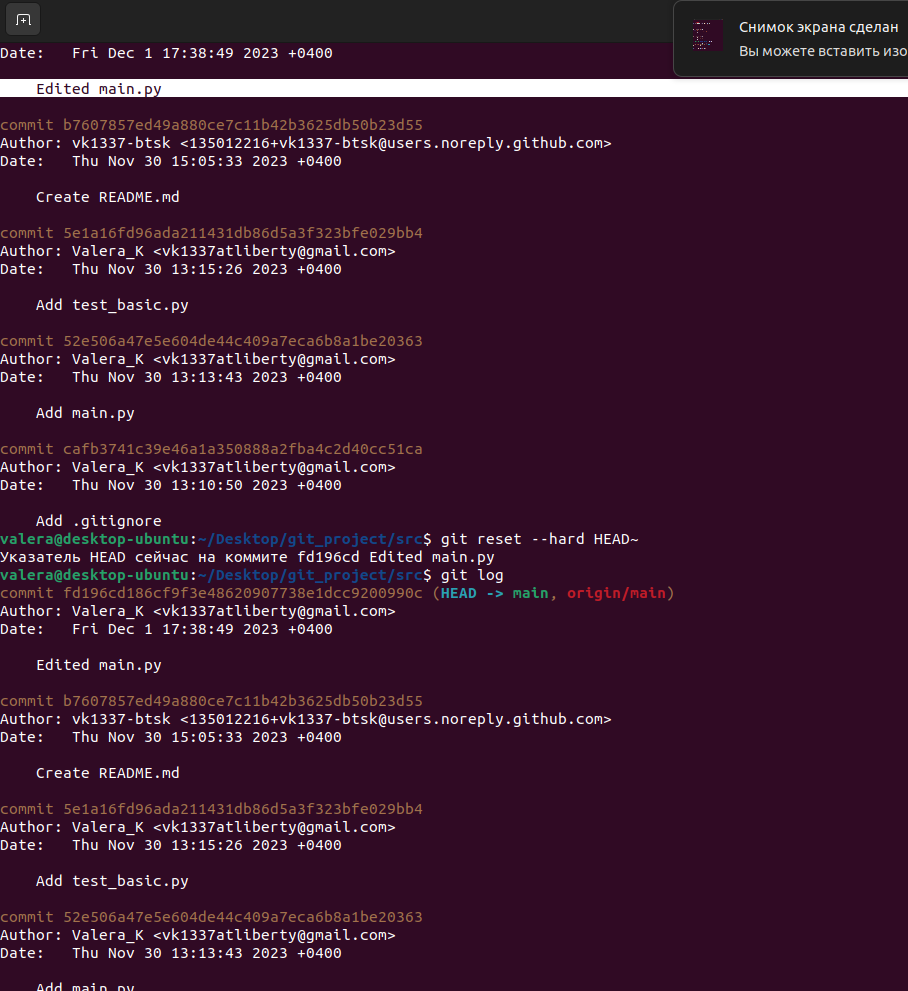 Снимок экрана сделан
Вы можете вставить изо
Date:   Fri Dec 1 17:38:49 2023 +0400
Edited main.py
commit b7607857ed49a880ce7c11b42b3625db50b23d55
Author: vk1337-btsk <135012216+vk1337-btsk@users.noreply.github.com>
Date:   Thu Nov 30 15:05:33 2023 +0400
Create README.md
commit 5e1a16fd96ada211431db86d5a3f323bfe029bb4
Author: Valera_K <vk1337atliberty@gmail.com>
Date:   Thu Nov 30 13:15:26 2023 +0400
Add test_basic.py
commit 52e506a47e5e604de44c409a7eca6b8a1be20363
Author: Valera_K <vk1337atliberty@gmail.com>
Date:   Thu Nov 30 13:13:43 2023 +0400
Add main.py
commit cafb3741c39e46a1a350888a2fba4c2d40cc51ca
Author: Valera_K <vk1337atliberty@gmail.com>
Date:   Thu Nov 30 13:10:50 2023 +0400
Add .gitignore
valera@desktop-ubuntu:~/Desktop/git_project/src$ git reset --hard HEAD~
Указатель HEAD сейчас на коммите fd196cd Edited main.py
valera@desktop-ubuntu:~/Desktop/git_project/src$ git log
commit fd196cd186cf9f3e48620907738e1dcc9200990c (HEAD -> main, origin/main)
Author: Valera_K <vk1337atliberty@gmail.com>
Date:   Fri Dec 1 17:38:49 2023 +0400
Edited main.py
commit b7607857ed49a880ce7c11b42b3625db50b23d55
Author: vk1337-btsk <135012216+vk1337-btsk@users.noreply.github.com>
Date:   Thu Nov 30 15:05:33 2023 +0400
Create README.md
commit 5e1a16fd96ada211431db86d5a3f323bfe029bb4
Author: Valera_K <vk1337atliberty@gmail.com>
Date:   Thu Nov 30 13:15:26 2023 +0400
Add test_basic.py
commit 52e506a47e5e604de44c409a7eca6b8a1be20363
Author: Valera_K <vk1337atliberty@gmail.com>
Date:   Thu Nov 30 13:13:43 2023 +0400
Add main.py